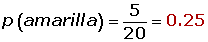 p (amarilla) = 5/20 = 0.25